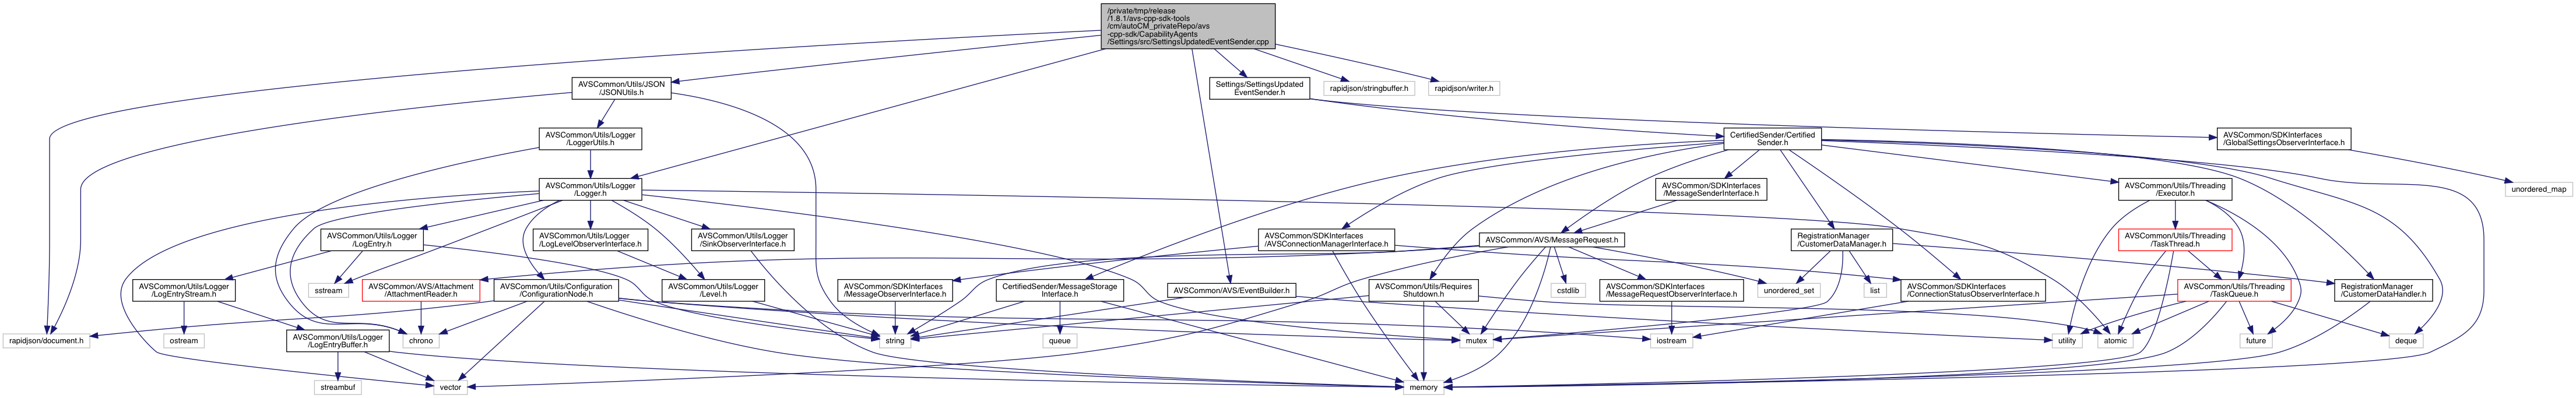 /private/tmp/release
/1.8.1/avs-cpp-sdk-tools
/cm/autoCM_privateRepo/avs
-cpp-sdk/CapabilityAgents
/Settings/src/SettingsUpdatedEventSender.cpp
AVSCommon/Utils/JSON
/JSONUtils.h
Settings/SettingsUpdated
EventSender.h
rapidjson/stringbuffer.h
rapidjson/writer.h
AVSCommon/Utils/Logger
/LoggerUtils.h
CertifiedSender/Certified
Sender.h
AVSCommon/SDKInterfaces
/GlobalSettingsObserverInterface.h
AVSCommon/Utils/Logger
/Logger.h
AVSCommon/SDKInterfaces
/MessageSenderInterface.h
AVSCommon/Utils/Threading
/Executor.h
unordered_map
AVSCommon/Utils/Logger
/LogEntry.h
AVSCommon/Utils/Logger
/LogLevelObserverInterface.h
AVSCommon/Utils/Logger
/SinkObserverInterface.h
AVSCommon/SDKInterfaces
/AVSConnectionManagerInterface.h
AVSCommon/AVS/MessageRequest.h
RegistrationManager
/CustomerDataManager.h
AVSCommon/Utils/Threading
/TaskThread.h
AVSCommon/Utils/Logger
/LogEntryStream.h
sstream
AVSCommon/AVS/Attachment
/AttachmentReader.h
AVSCommon/Utils/Configuration
/ConfigurationNode.h
AVSCommon/Utils/Logger
/Level.h
AVSCommon/SDKInterfaces
/MessageObserverInterface.h
CertifiedSender/MessageStorage
Interface.h
AVSCommon/AVS/EventBuilder.h
AVSCommon/Utils/Requires
Shutdown.h
cstdlib
AVSCommon/SDKInterfaces
/MessageRequestObserverInterface.h
unordered_set
list
AVSCommon/SDKInterfaces
/ConnectionStatusObserverInterface.h
AVSCommon/Utils/Threading
/TaskQueue.h
RegistrationManager
/CustomerDataHandler.h
rapidjson/document.h
ostream
AVSCommon/Utils/Logger
/LogEntryBuffer.h
chrono
string
queue
mutex
iostream
utility
atomic
future
deque
streambuf
vector
memory